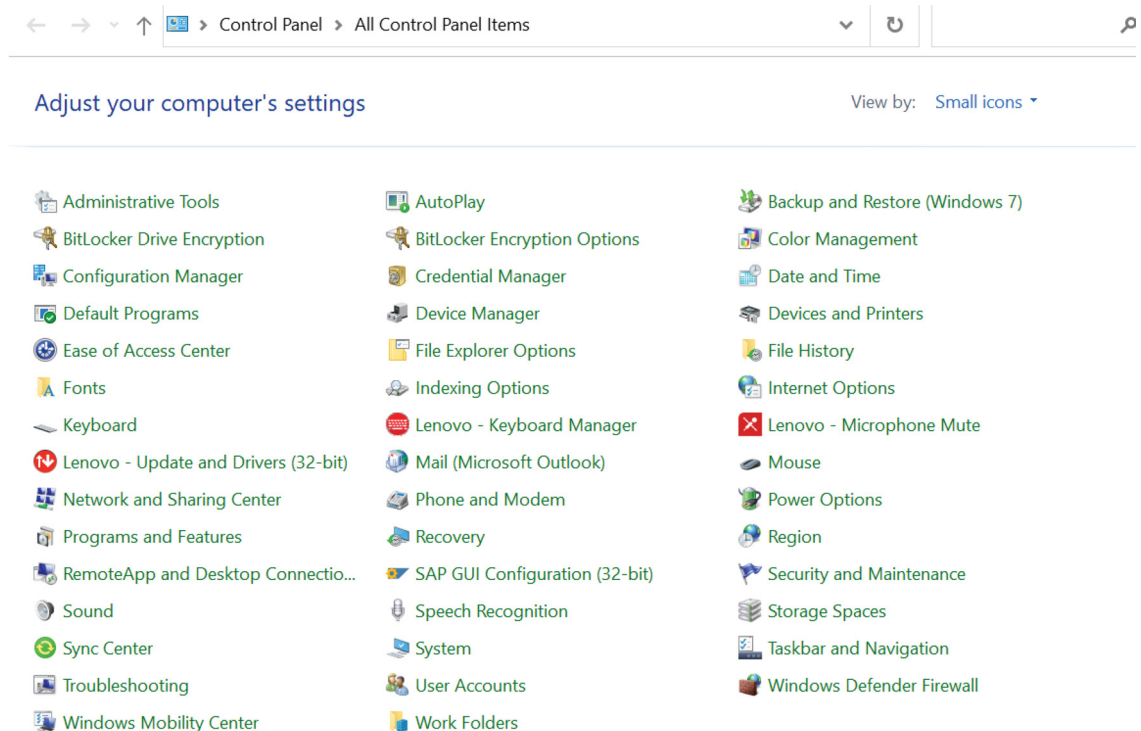 Control Panel > All Control Panel Items
Adjust your computer's settings
View by: Small icons
Administrative Tools AutoPlay Backup and Restore (Windows 7)
BitLocker Drive Encryption BitLocker Encryption Options Color Management
Configuration Manager Credential Manager Date and Time
Default Programs Device Manager Devices and Printers
Ease of Access Center File Explorer Options File History
Fonts Indexing Options Internet Options
Keyboard Lenovo - Keyboard Manager Lenovo - Microphone Mute
Lenovo - Update and Drivers (32-bit) Mail (Microsoft Outlook) Mouse
Network and Sharing Center Phone and Modem Power Options
Programs and Features Recovery Region
RemoteApp and Desktop Connectio... SAP GUI Configuration (32-bit) Security and Maintenance
Sound Speech Recognition Storage Spaces
Sync Center System Taskbar and Navigation
Troubleshooting User Accounts Windows Defender Firewall
Windows Mobility Center Work Folders